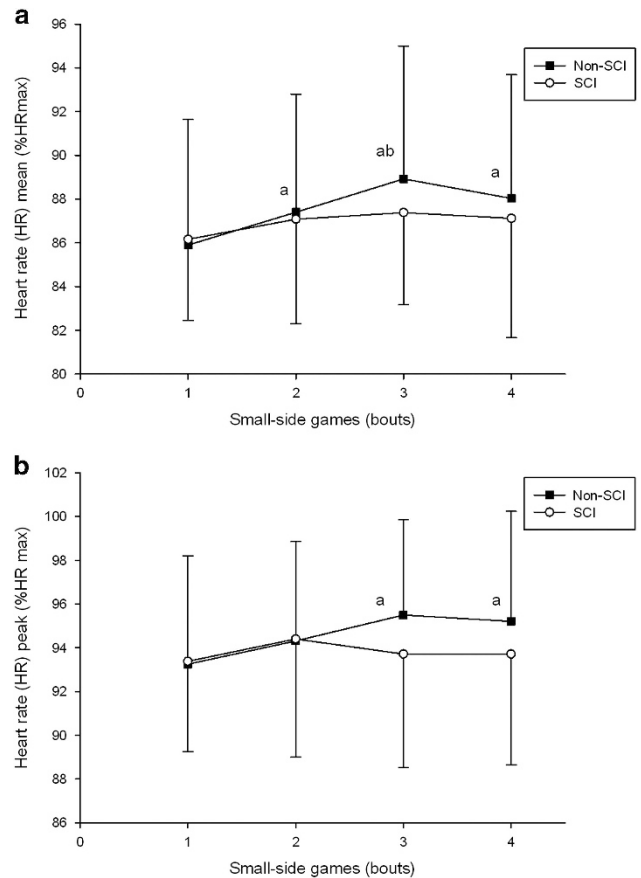 a
96
94
92
90
88
86
84
82
80
Heart rate (HR) mean (%HRmax)
Non-SCI
SCI
a
ab
a
0
1
2
3
4
Small-side games (bouts)
b
102
100
98
96
94
92
90
88
86
Heart rate (HR) peak (%HR max)
Non-SCI
SCI
a
a
0
1
2
3
4
Small-side games (bouts)